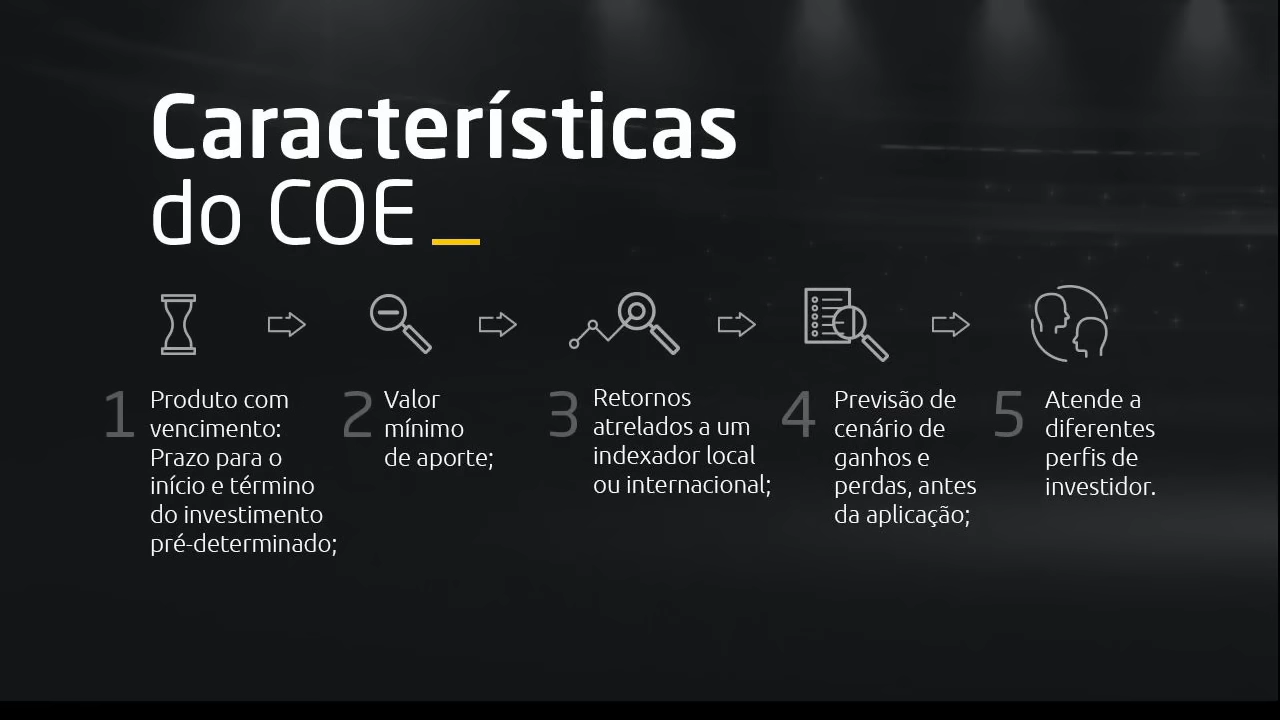 Características
do COE _
1
Produto com
vencimento:
Prazo para o
início e término
do investimento
pré-determinado;
2
Valor
mínimo
de aporte;
3
Retornos
atrelados a um
indexador local
ou internacional;
4
Previsão de
cenário de
ganhos e
perdas, antes
da aplicação;
5
Atende a
diferentes
perfis de
investidor.